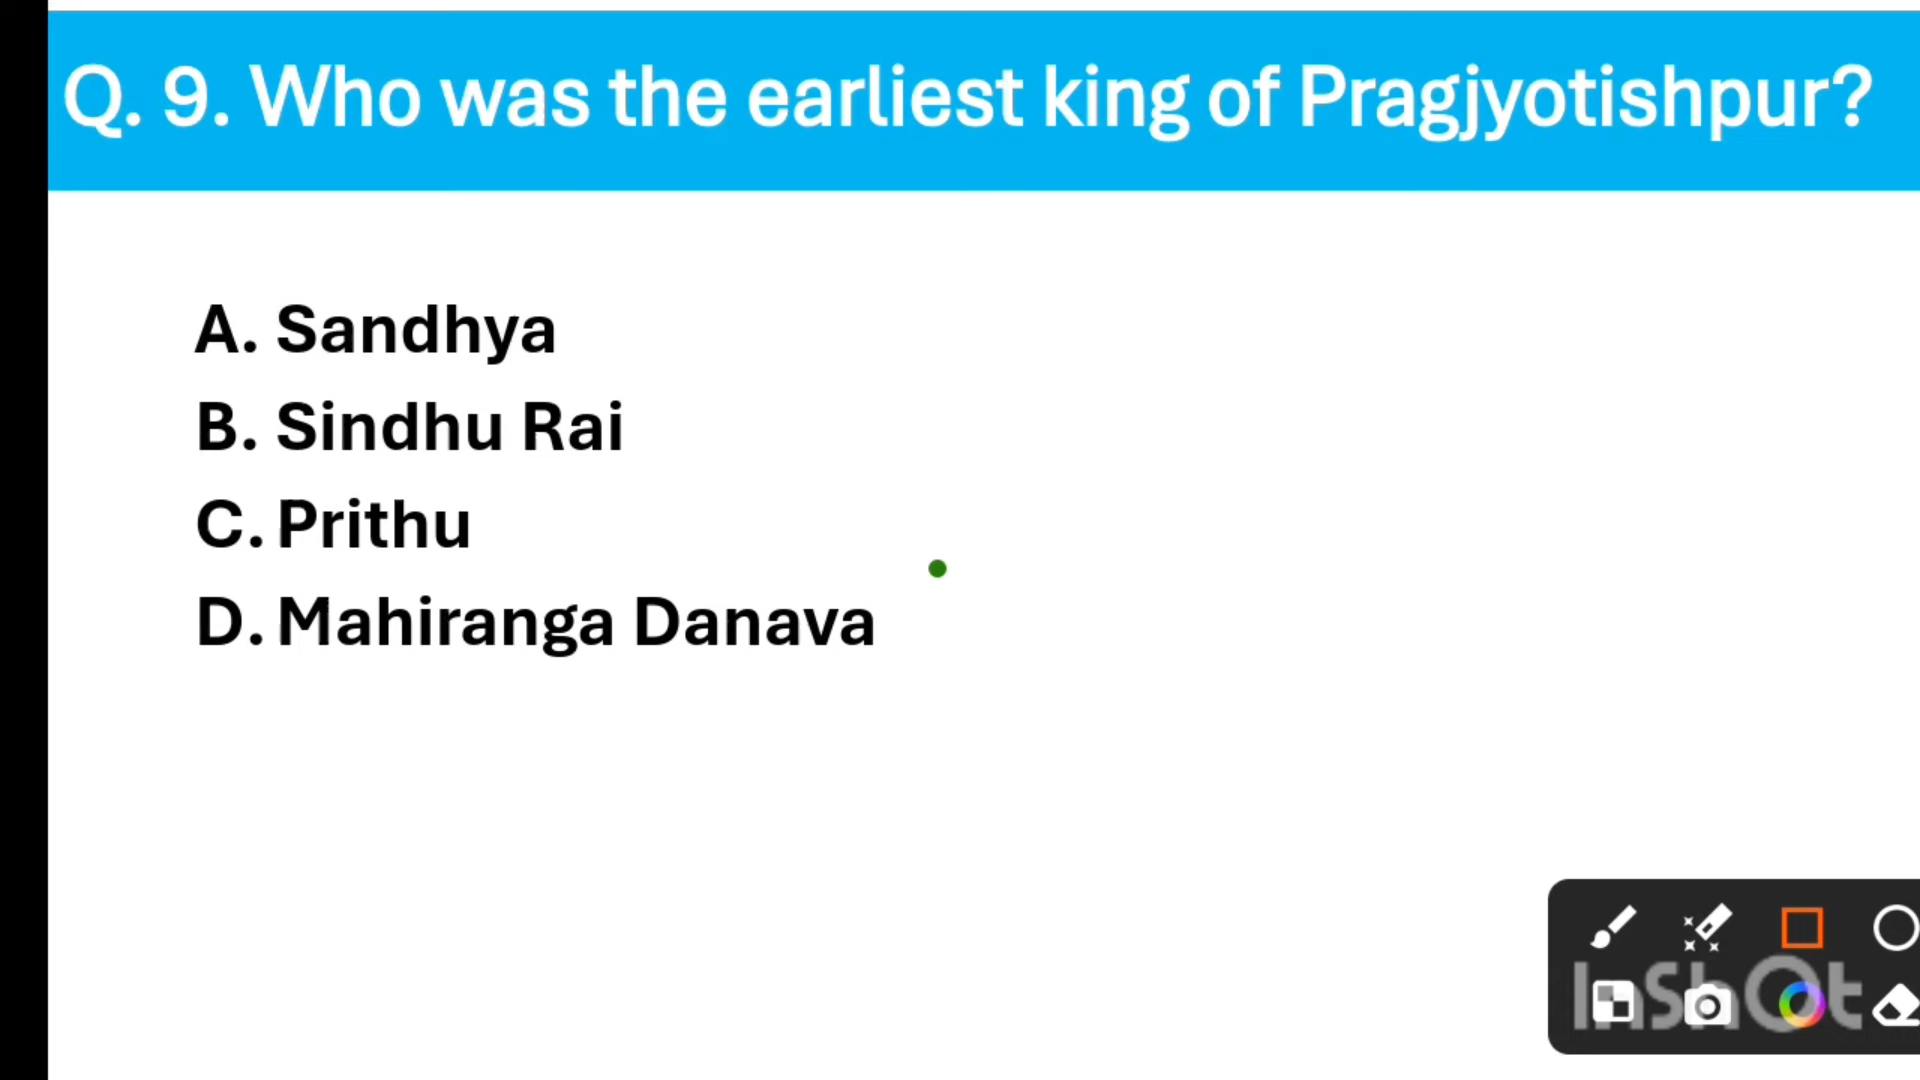 Q. 9. Who was the earliest king of Pragjyotishpur?
A. Sandhya
B. Sindhu Rai
C. Prithu
D. Mahiranga Danava
InShOt